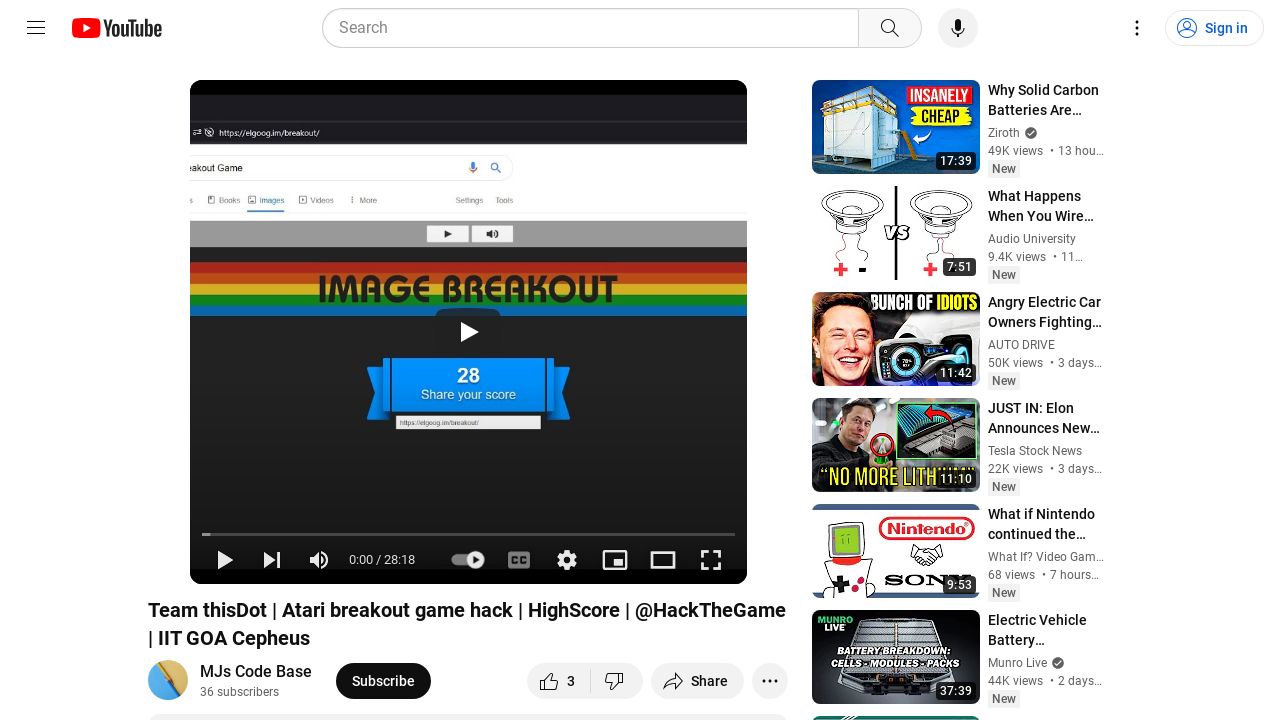 YouTube
Search
Sign in
https://elgoog.im/breakout/
eakout Game
Books
Images
Videos
More
Settings
Tools
IMAGE BREAKOUT
28
Share your score
https://elgoog.im/breakout/
0:00 / 28:18
CC
Team thisDot | Atari breakout game hack | HighScore | @HackTheGame
| IIT GOA Cepheus
MJs Code Base
36 subscribers
Subscribe
3
Share
INSANELY
CHEAP
17:39
Why Solid Carbon
Batteries Are…
Ziroth
49K views • 13 hou…
New
VS
+ -
+
7:51
What Happens
When You Wire…
Audio University
9.4K views • 11…
New
BUNCH OF IDIOTS
11:42
Angry Electric Car
Owners Fighting…
AUTO DRIVE
50K views • 3 days…
New
"NO MORE
11:10
JUST IN: Elon
Announces New…
Tesla Stock News
22K views • 3 days…
New
Nintendo
SONY
9:53
What if Nintendo
continued the…
What If? Video Gam…
68 views • 7 hours…
New
MUNRO
LIVE
BATTERY BREAKDOWN:
CELLS - MODULES - PACKS
37:39
Electric Vehicle
Battery…
Munro Live
44K views • 2 days…
New